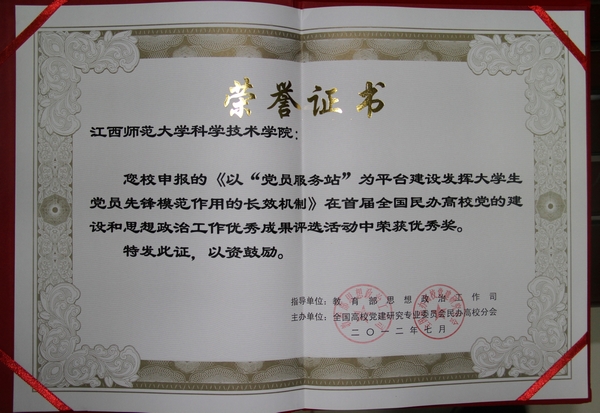 荣誉证书
江西师范大学科学技术学院：
您校申报的《以“党员服务站”为平台建设发挥大学生
党员先锋模范作用的长效机制》在首届全国民办高校党的建
设和思想政治工作优秀成果评选活动中荣获优秀奖。
特发此证，以资鼓励。
指导单位：教育部思想政治工作司
主办单位：全国高校党建研究专业委员会民办高校分会
二〇一二年七月